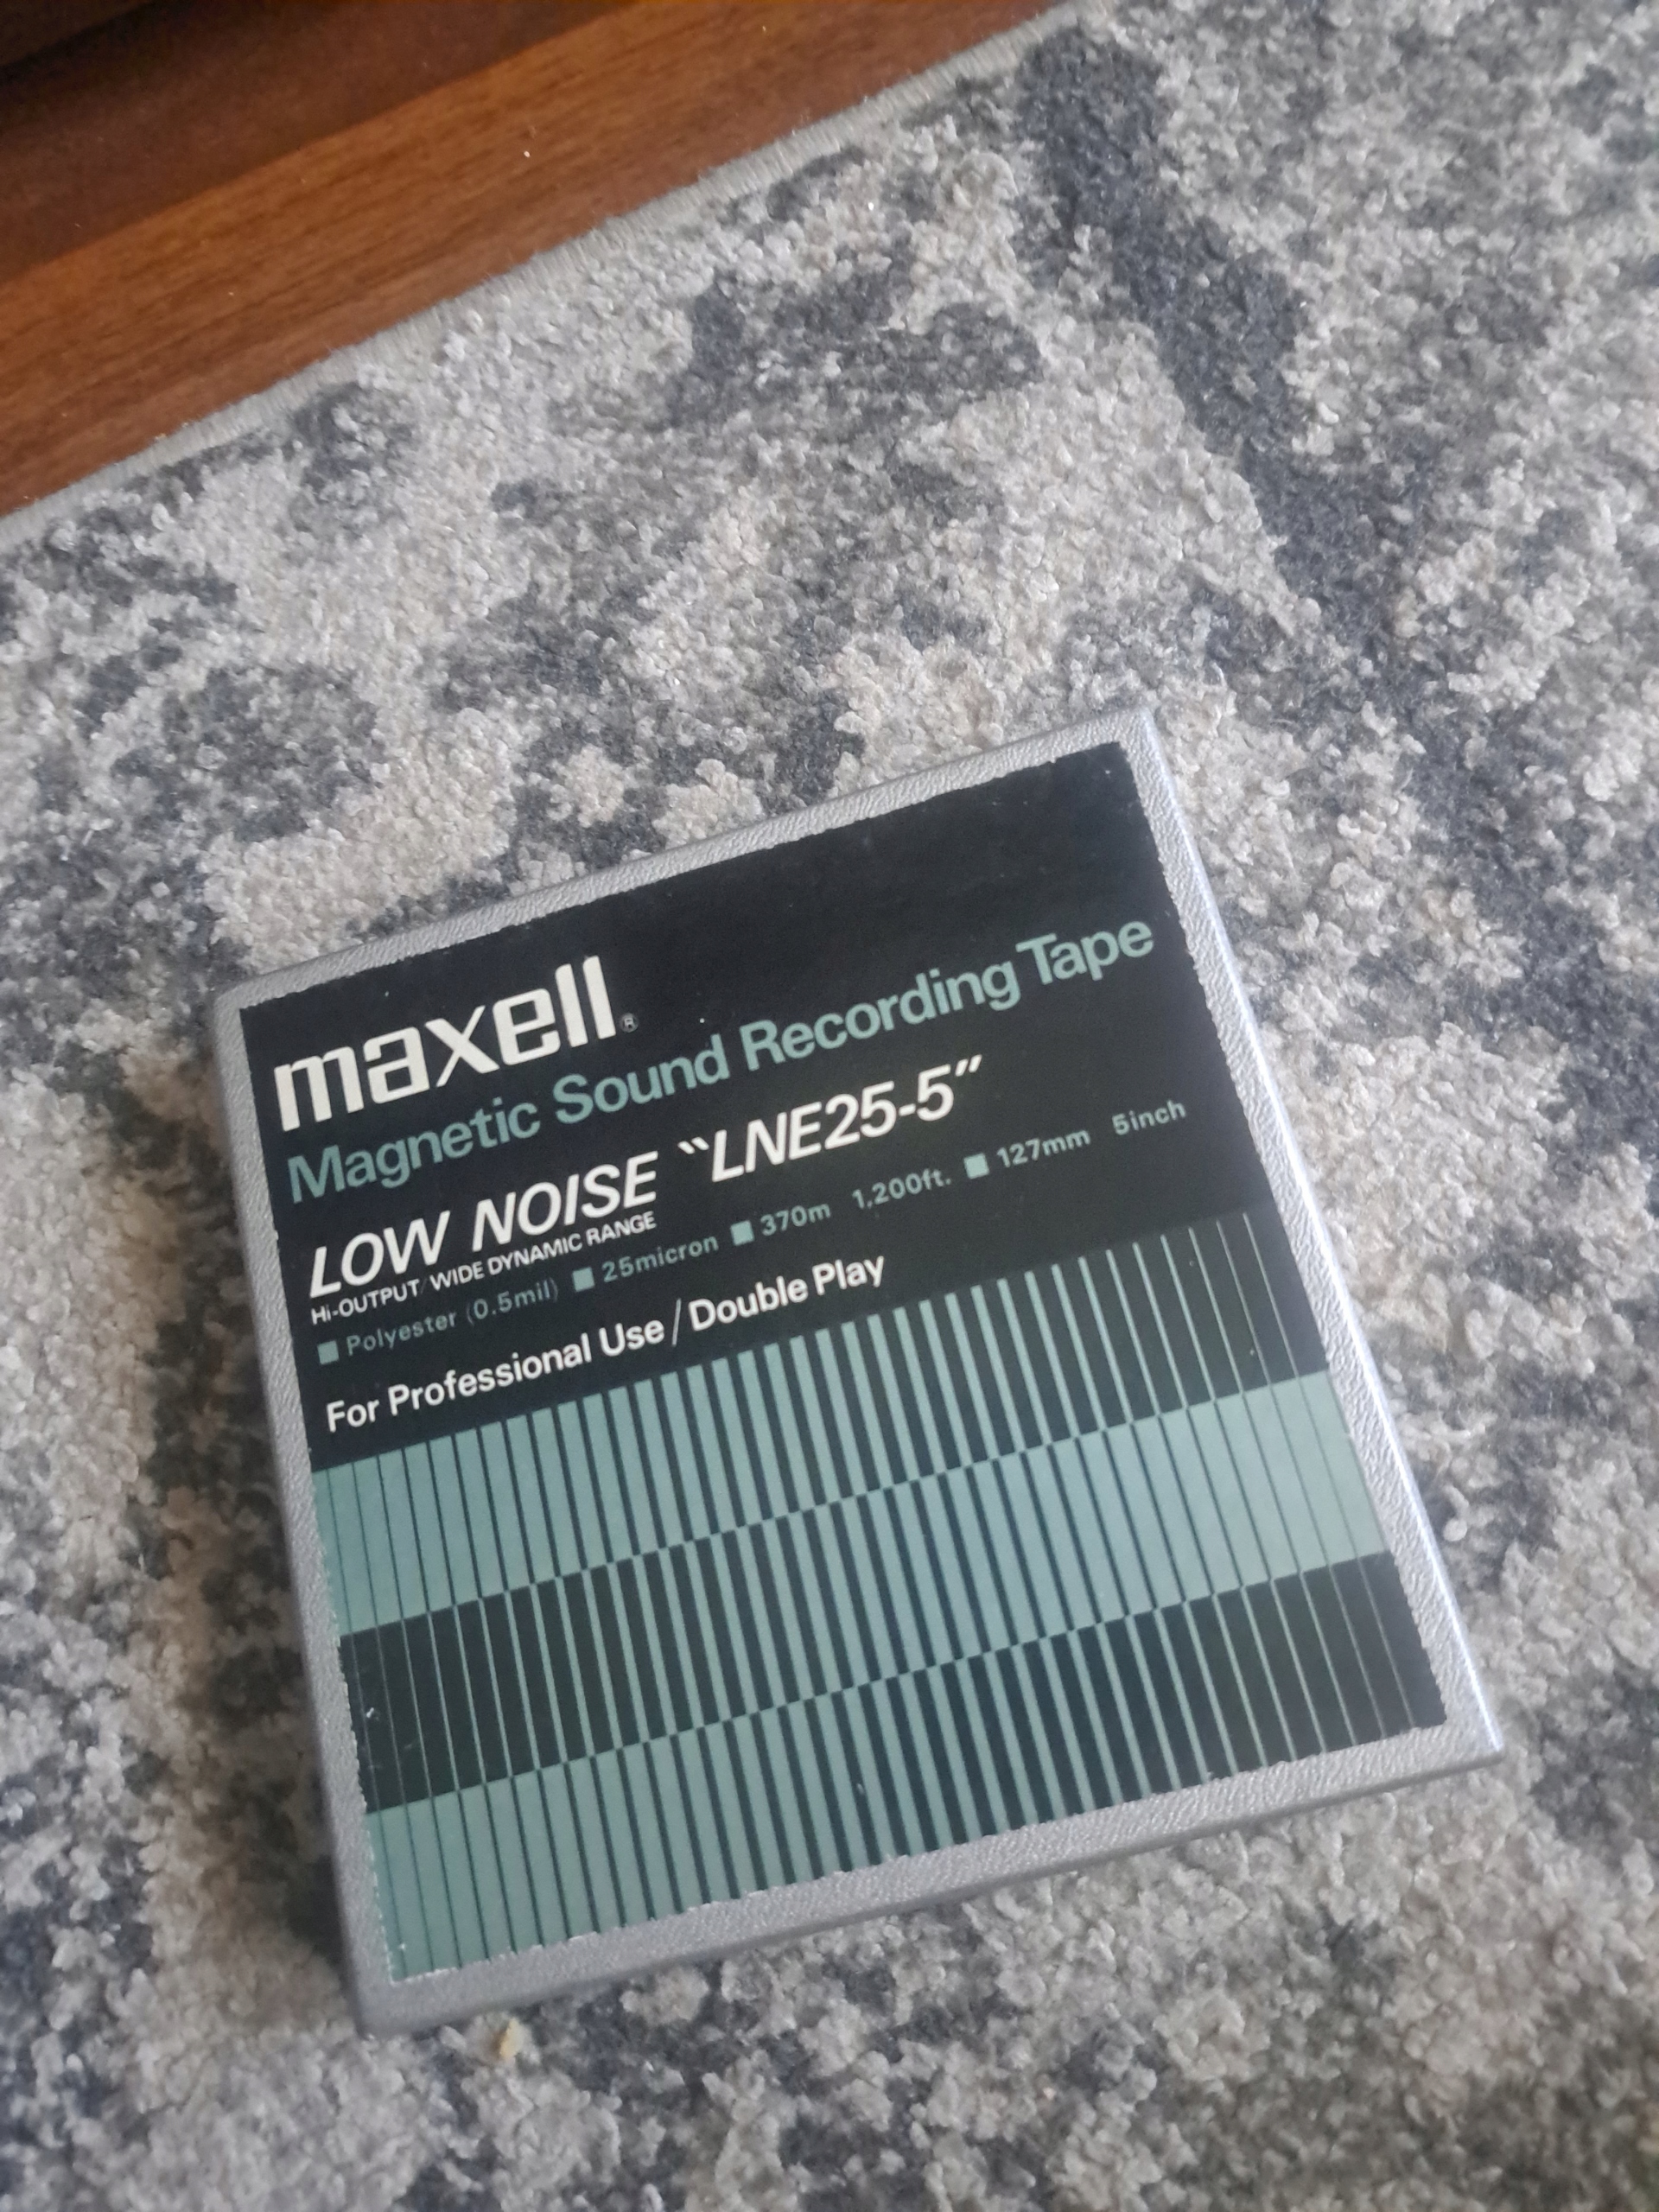 maxell®
Magnetic Sound Recording Tape
LOW NOISE "LNE25-5"
Hi-OUTPUT/WIDE DYNAMIC RANGE
■ Polyester (0.5mil) ■ 25micron ■ 370m 1,200ft. ■ 127mm 5inch
For Professional Use/Double Play